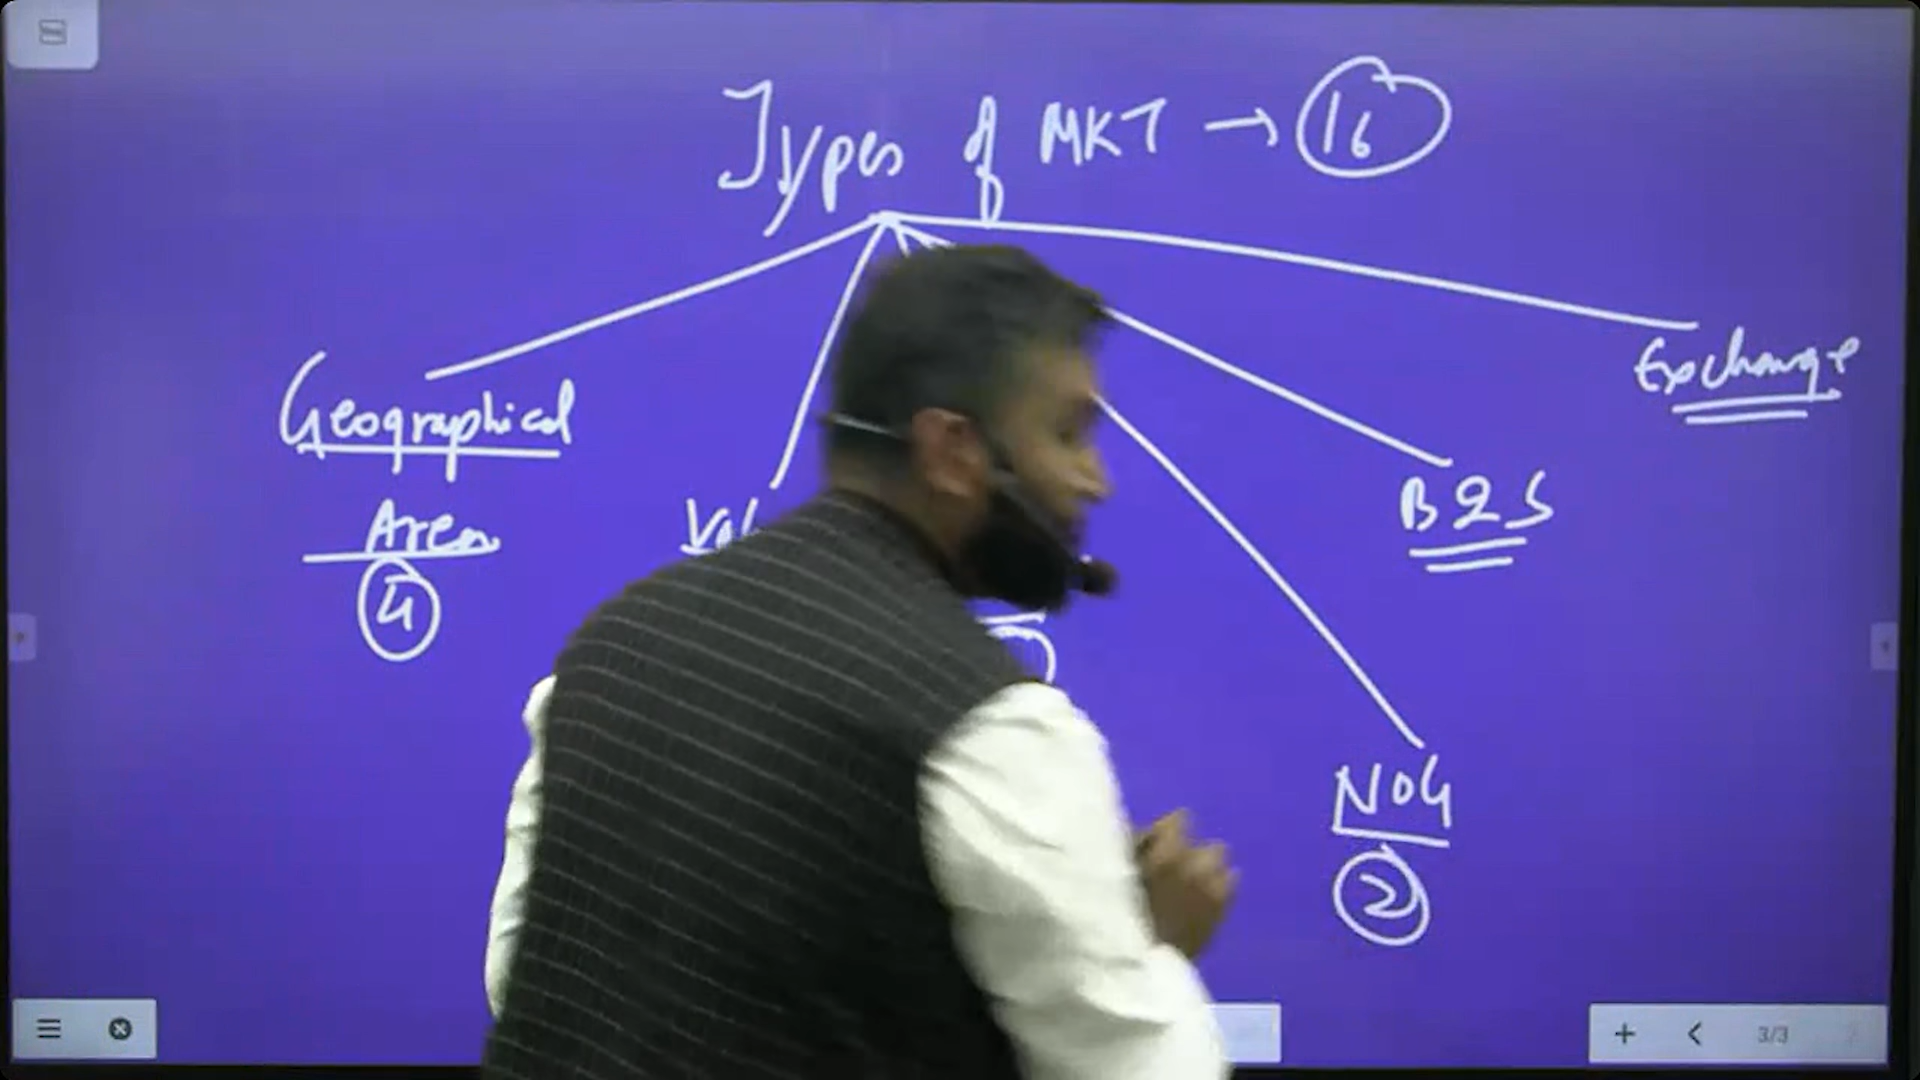 Types of MKT → 16
Geographical
Area
4
Exchange
B2S
NOG
2
3/3